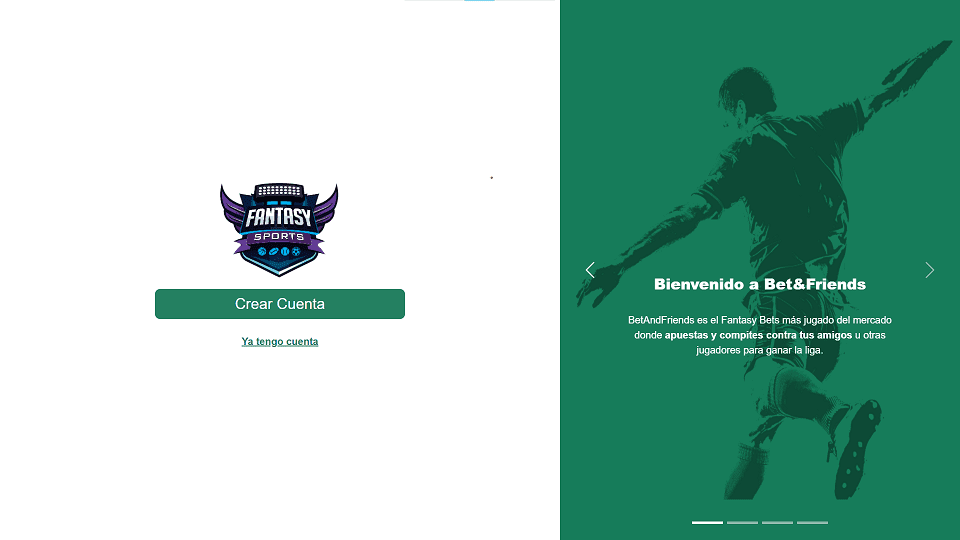 FANTASY
SPORTS
Crear Cuenta
Ya tengo cuenta
Bienvenido a Bet&Friends
BetAndFriends es el Fantasy Bets más jugado del mercado
donde apuestas y compites contra tus amigos u otras
jugadores para ganar la liga.